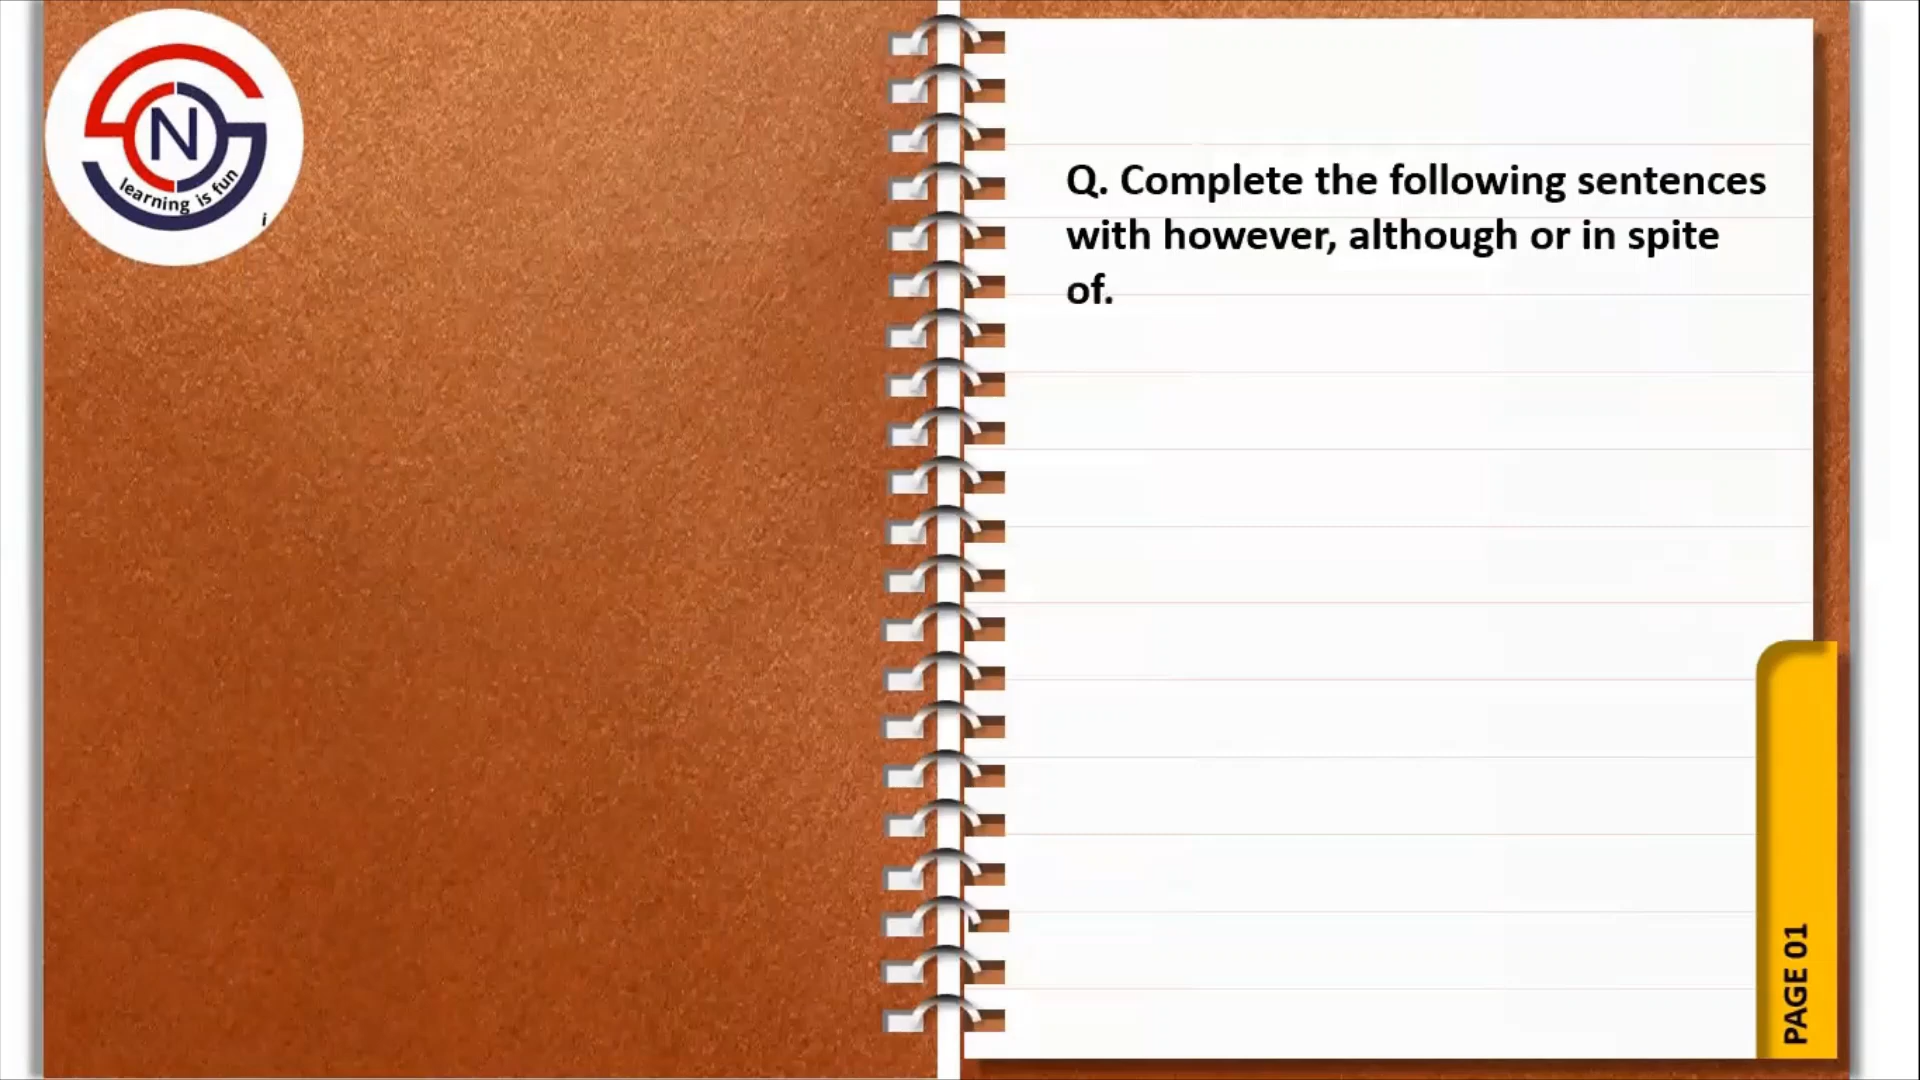 N
learning is fun
i
Q. Complete the following sentences
with however, although or in spite
of.
PAGE 01